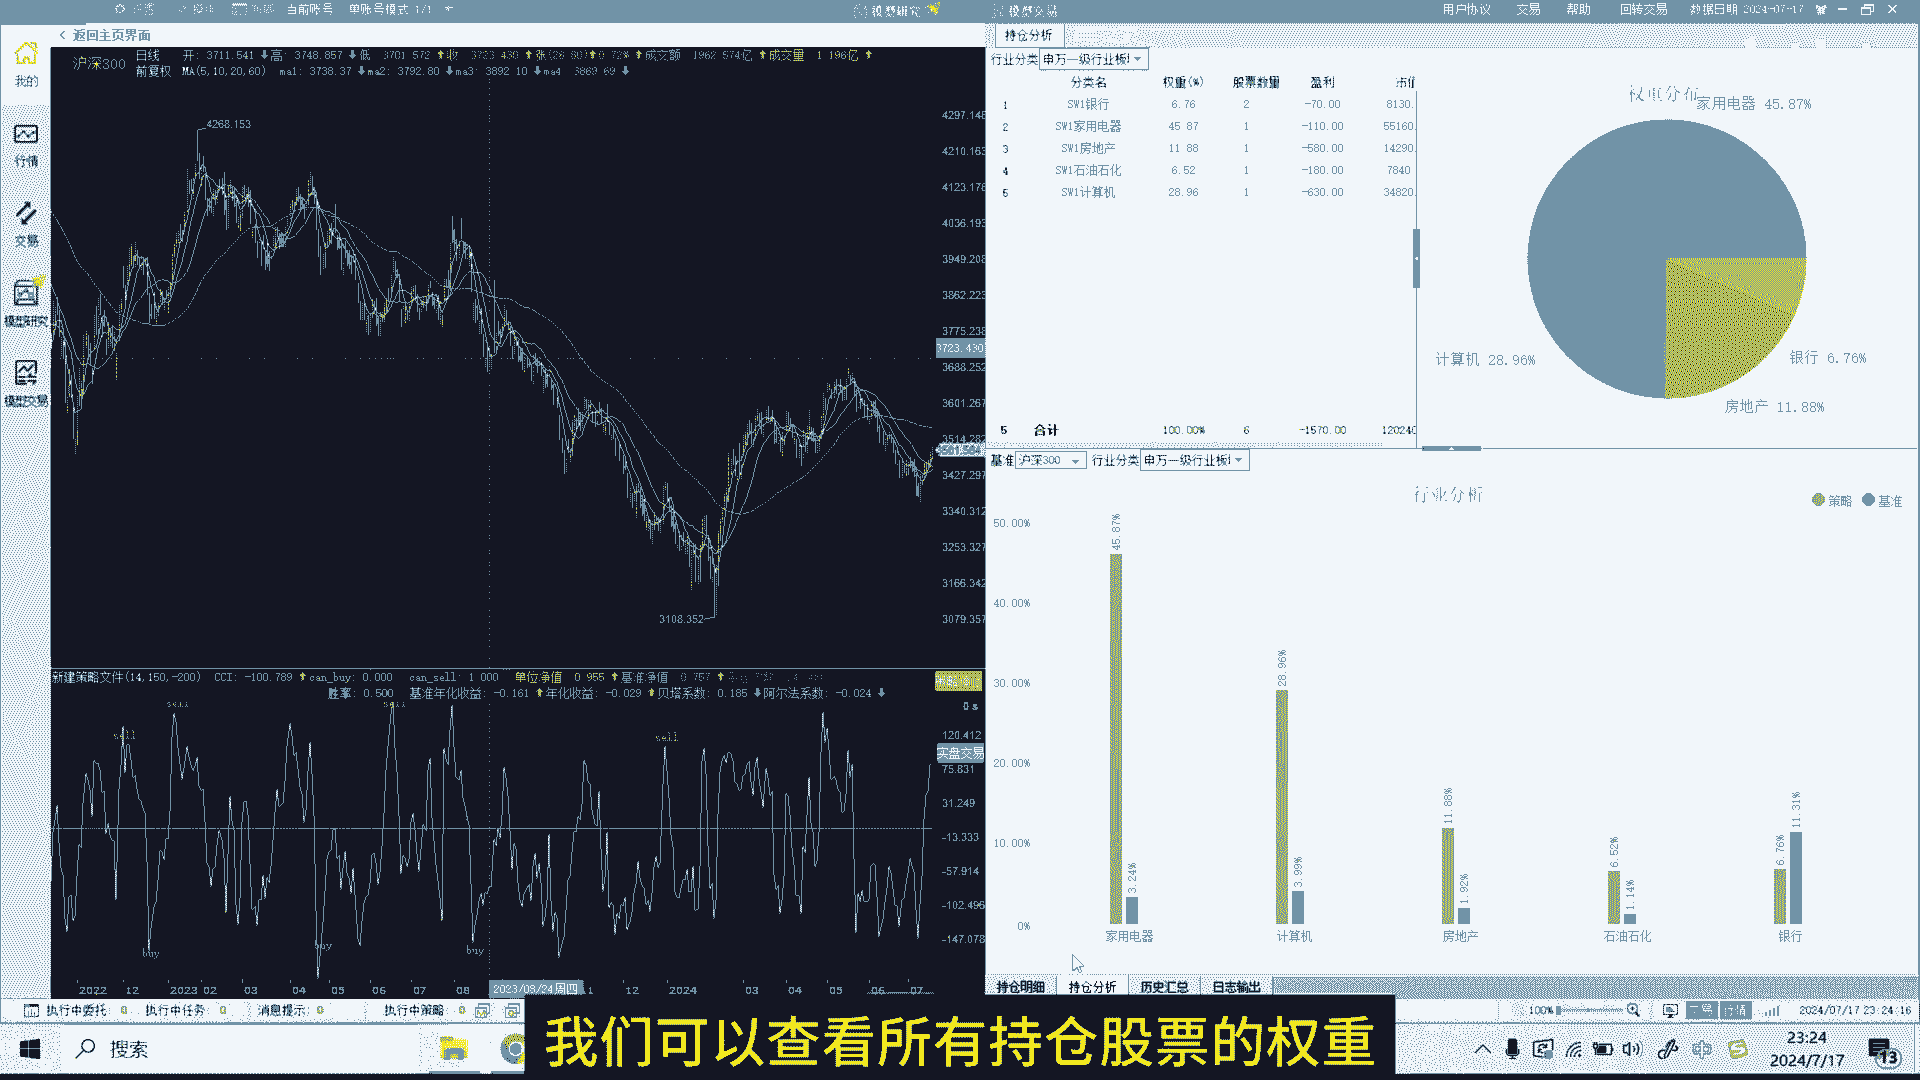 当前账号 单账号模式 1/1
模型研究
模型交易
用户协议 交易 帮助 回转交易 数据日期 2024-07-17
返回主页界面
我的
行情
交易
模型研究
模型交易
沪深300 日线 开: 3711.541 高: 3748.857 低: 3701.572 收: 3723.430 成交额 成交量
前复权 MA(5,10,20,60) ma1: 3738.37 ma2: 3792.80 ma3: 3892.10 ma4: 3869.69
4268.153
3108.352
4297.148
4210.163
4123.178
4036.193
3949.208
3862.223
3775.238
3723.430
3688.252
3601.267
3514.282
3427.297
3340.312
3253.327
3166.342
3079.357
新建策略文件(14,150,-200) CCI: -100.789 can_buy: 0.000 can_sell: 1.000 单位净值 0.955 基准净值 0.757
胜率: 0.500 基准年化收益: -0.161 年化收益: -0.029 贝塔系数: 0.185 阿尔法系数: -0.024
sell
sell
sell
sell
buy
buy
buy
120.412
实盘交易
75.831
31.249
-13.333
-57.914
-102.496
-147.078
2022 12 2023 02 03 04 05 06 07 08 2023/08/24周四 12 2024 03 04 05 06 07
持仓分析
行业分类 申万一级行业板
分类名 权重(%) 股票数量 盈利 市值
1 SW1银行 6.76 2 -70.00 8130.
2 SW1家用电器 45.87 1 -110.00 55160.
3 SW1房地产 11.88 1 -580.00 14290.
4 SW1石油石化 6.52 1 -180.00 7840
5 SW1计算机 28.96 1 -630.00 34820.
5 合计 100.00% 6 -1570.00 12024
权重分布
家用电器 45.87%
计算机 28.96%
银行 6.76%
房地产 11.88%
基准 沪深300 行业分类 申万一级行业板
行业分析
策略 基准
50.00%
40.00%
30.00%
20.00%
10.00%
0%
45.87% 3.24%
28.96% 3.99%
11.88% 1.92%
6.52% 1.14%
6.76% 11.31%
家用电器 计算机 房地产 石油石化 银行
持仓明细 持仓分析 历史汇总 日志输出
执行中委托 0 执行中任务: 0 消息提示: 0 执行中策略: 0
100% 行情 2024/07/17 23:24:16
搜索
我们可以查看所有持仓股票的权重
23:24
2024/7/17
13